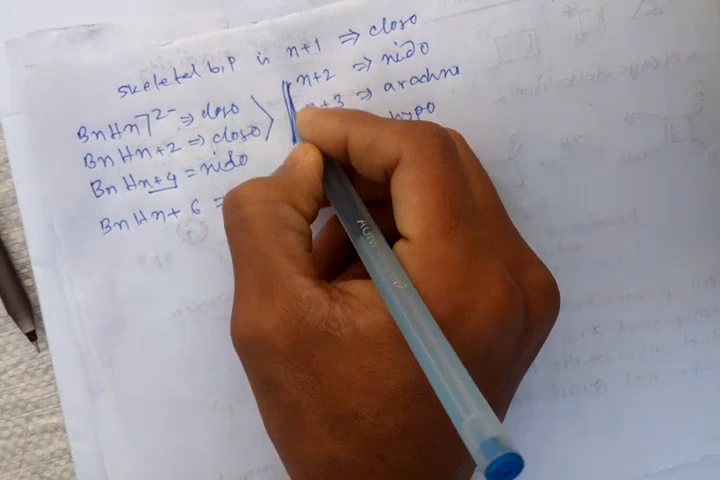 skeletal b.p is n+1 ⇒ closo
n+2 ⇒ nido
n+3 ⇒ arachno
hypo
BnHn]2- ⇒ closo
BnHn+2 ⇒ closo
BnHn+4 = nido
BnHn+6 =